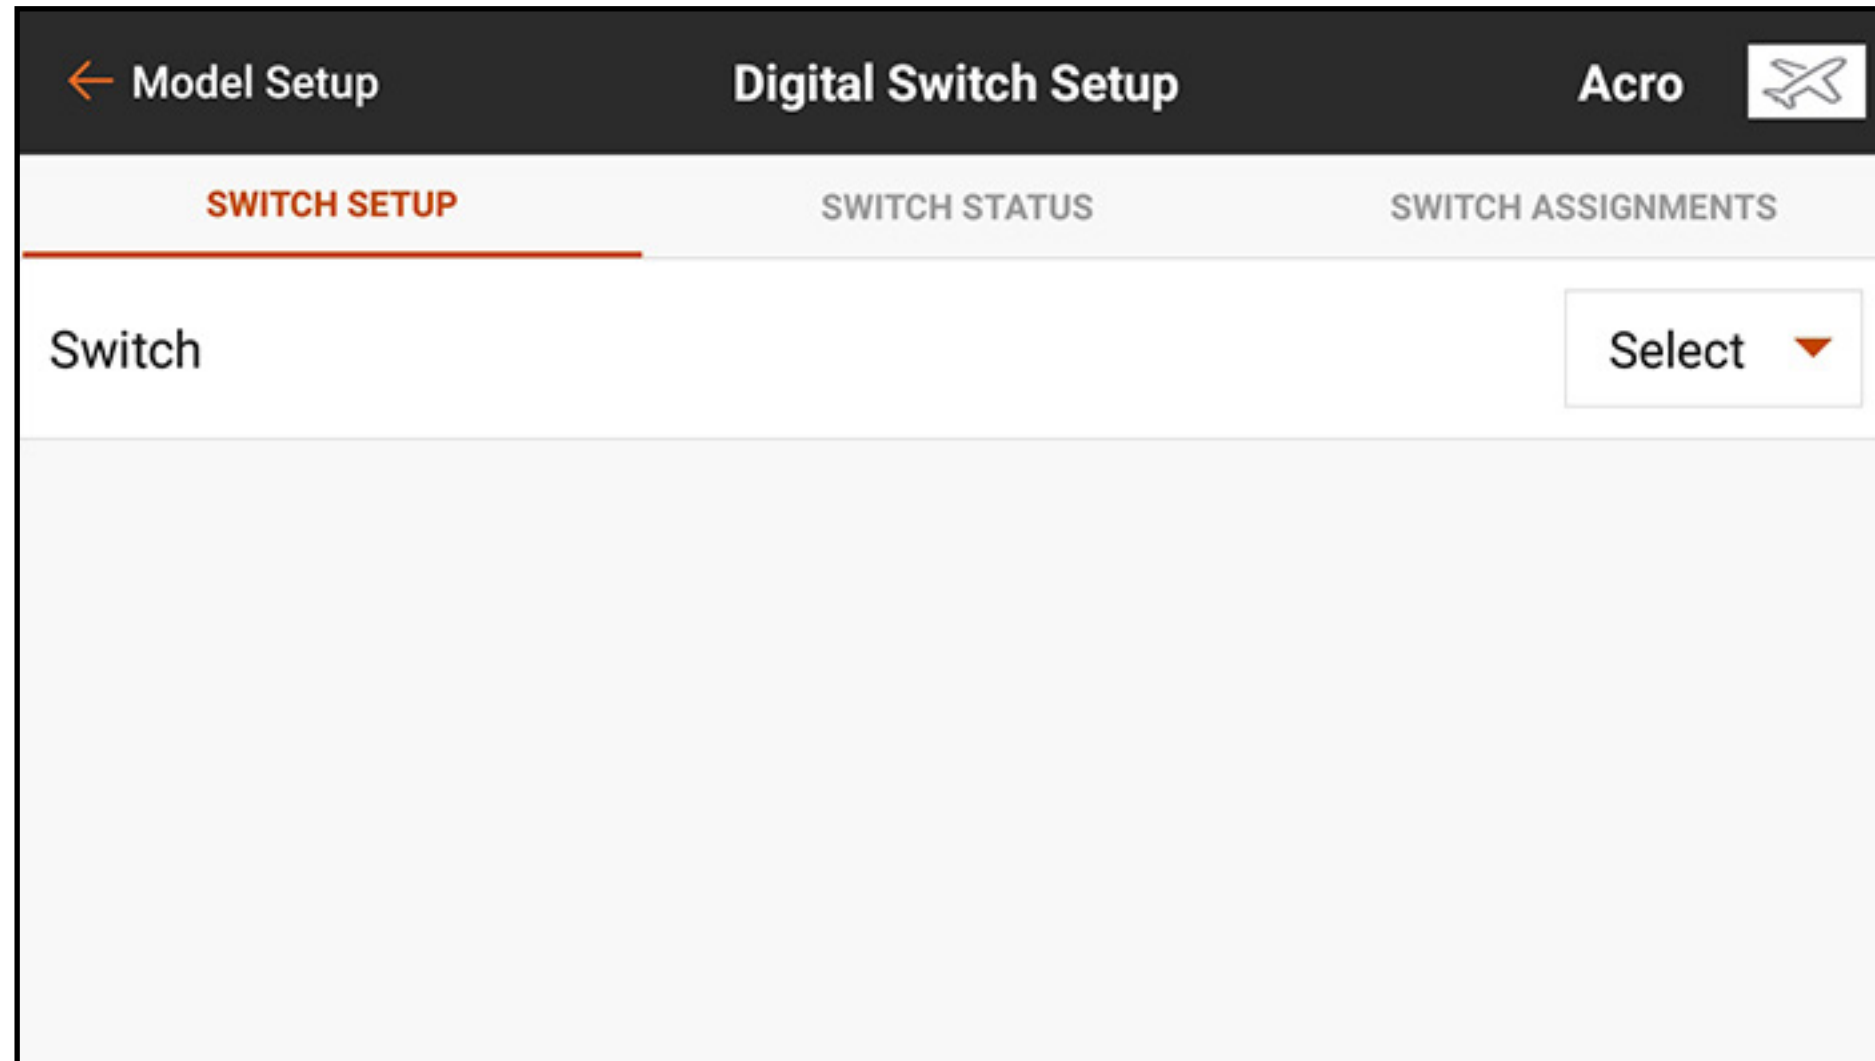 Model Setup Digital Switch Setup Acro
SWITCH SETUP SWITCH STATUS SWITCH ASSIGNMENTS
Switch Select